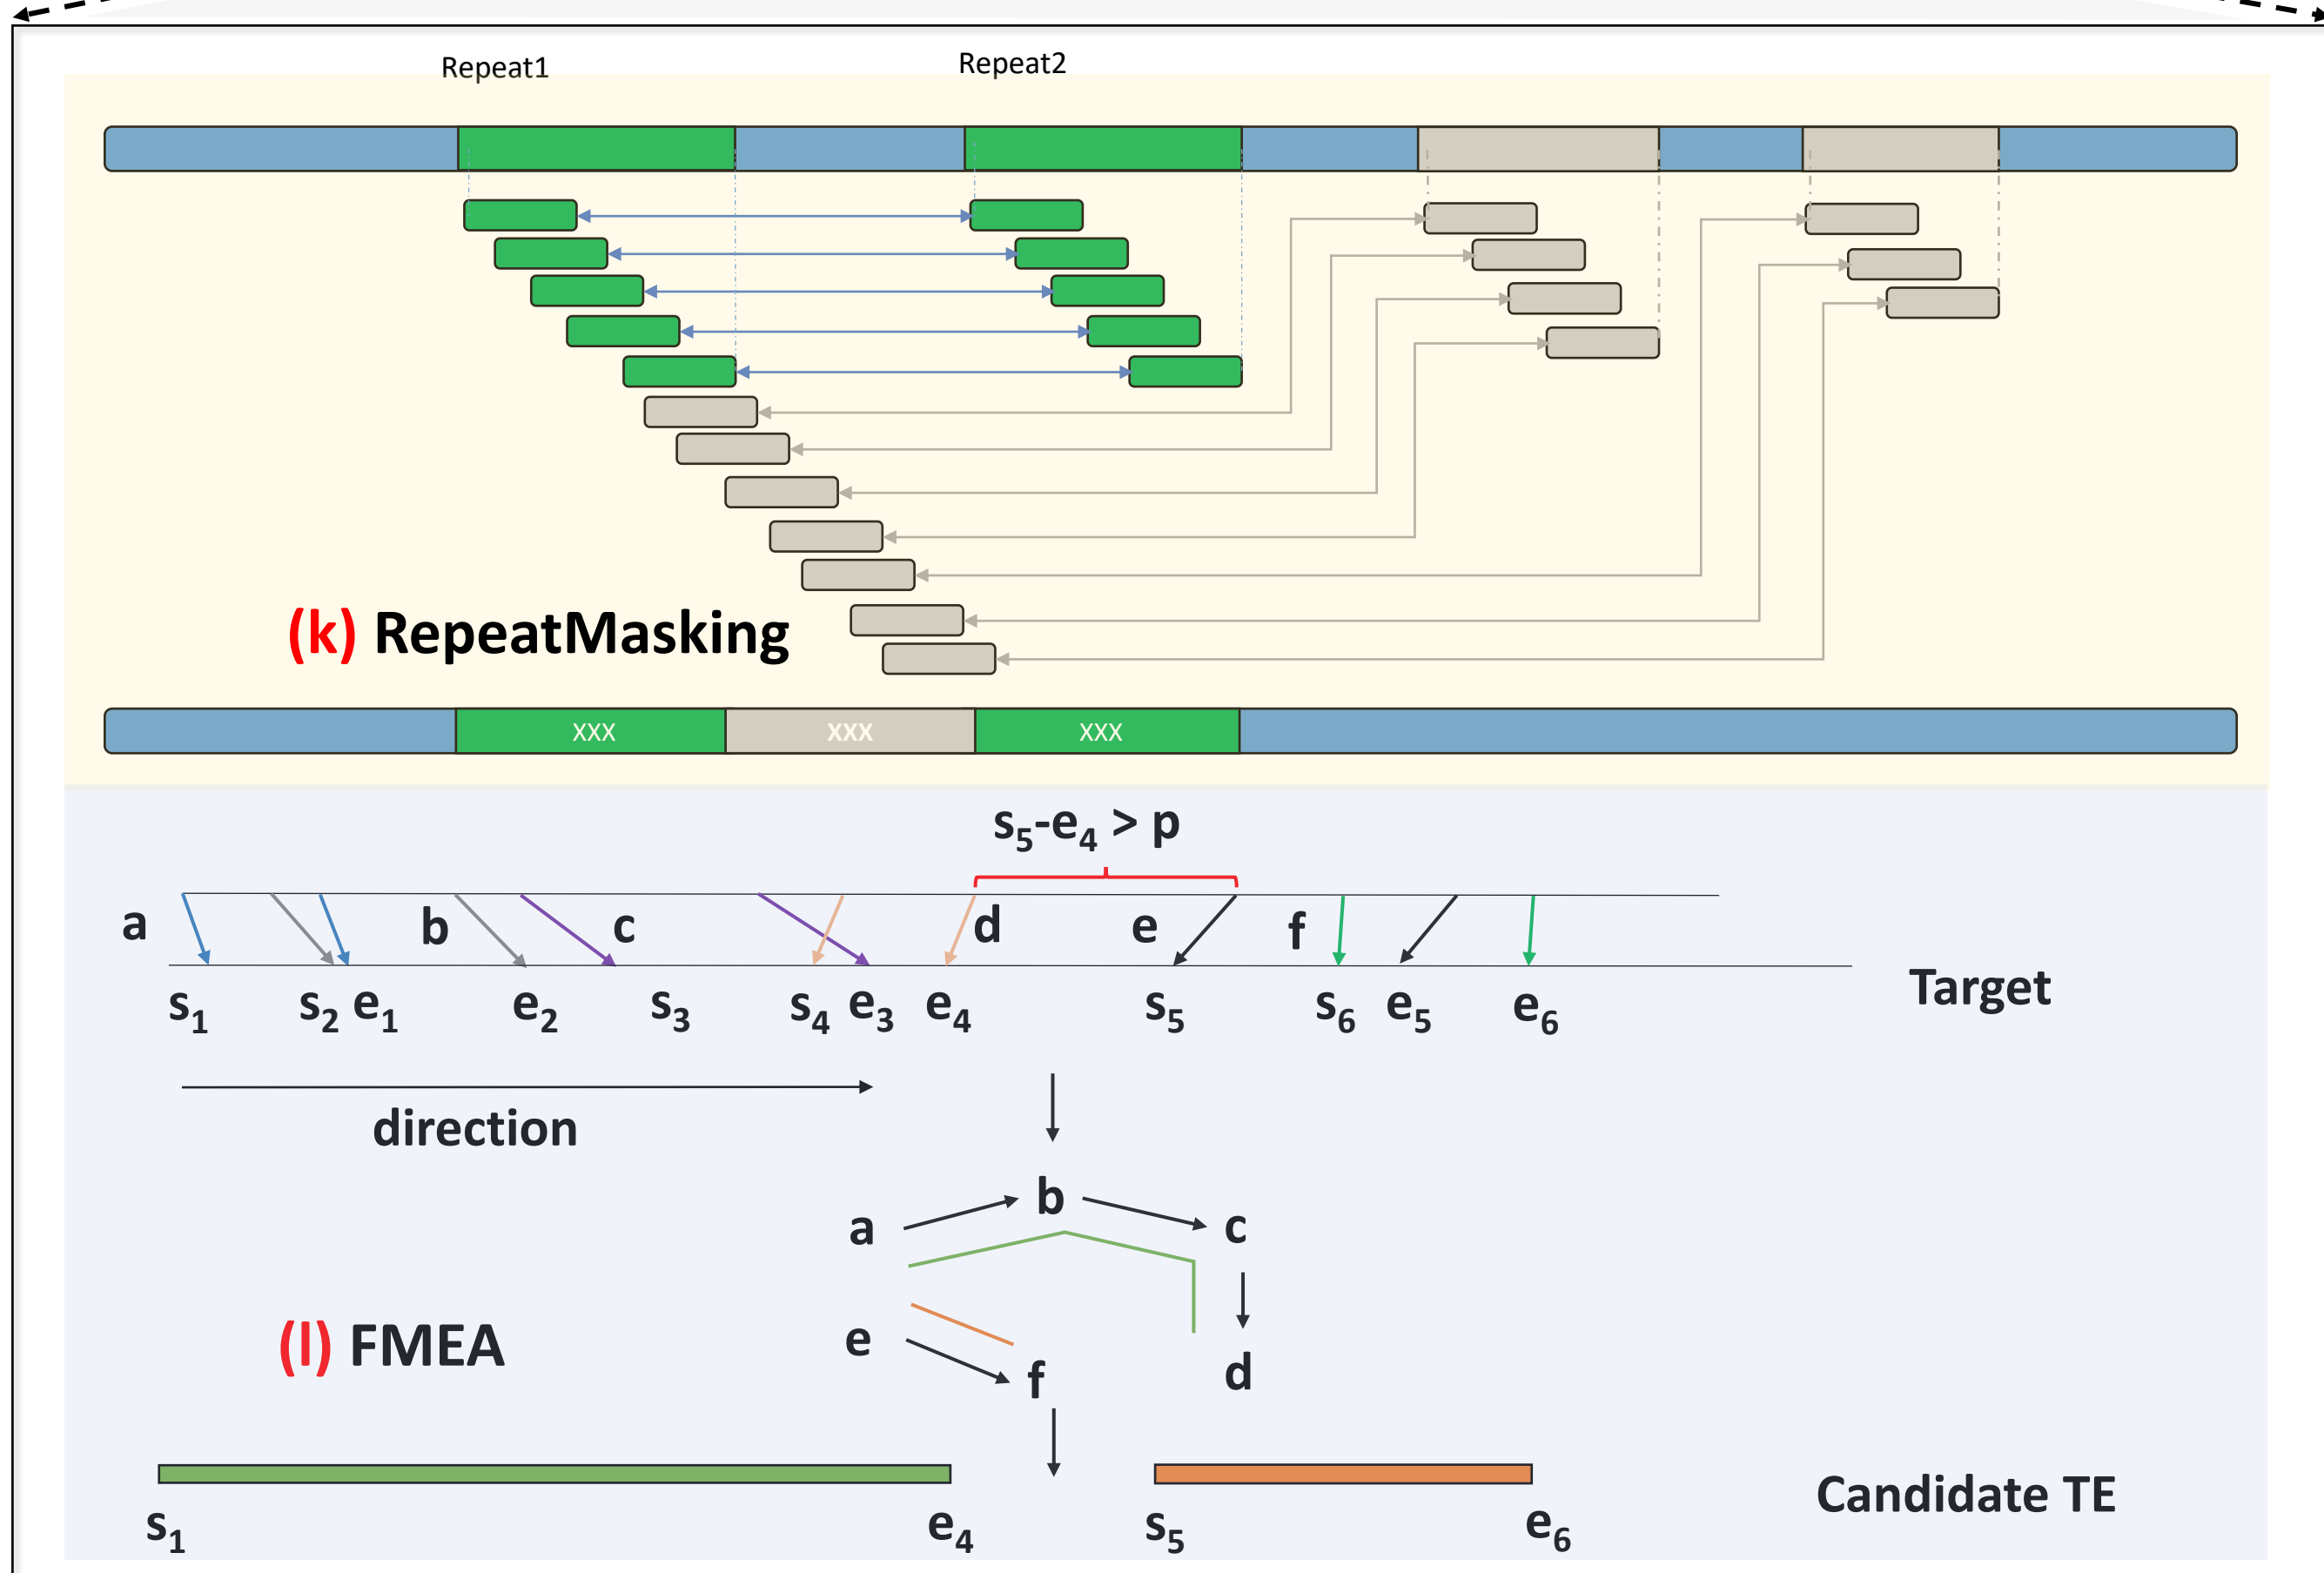 Repeat1 Repeat2
(k) RepeatMasking
XXX XXX XXX
s5-e4 > p
a b c d e f
s1 s2 e1 e2 s3 s4 e3 e4 s5 s6 e5 e6
Target
direction
b
a c
(l) FMEA
e
f d
Candidate TE
s1 e4 s5 e6